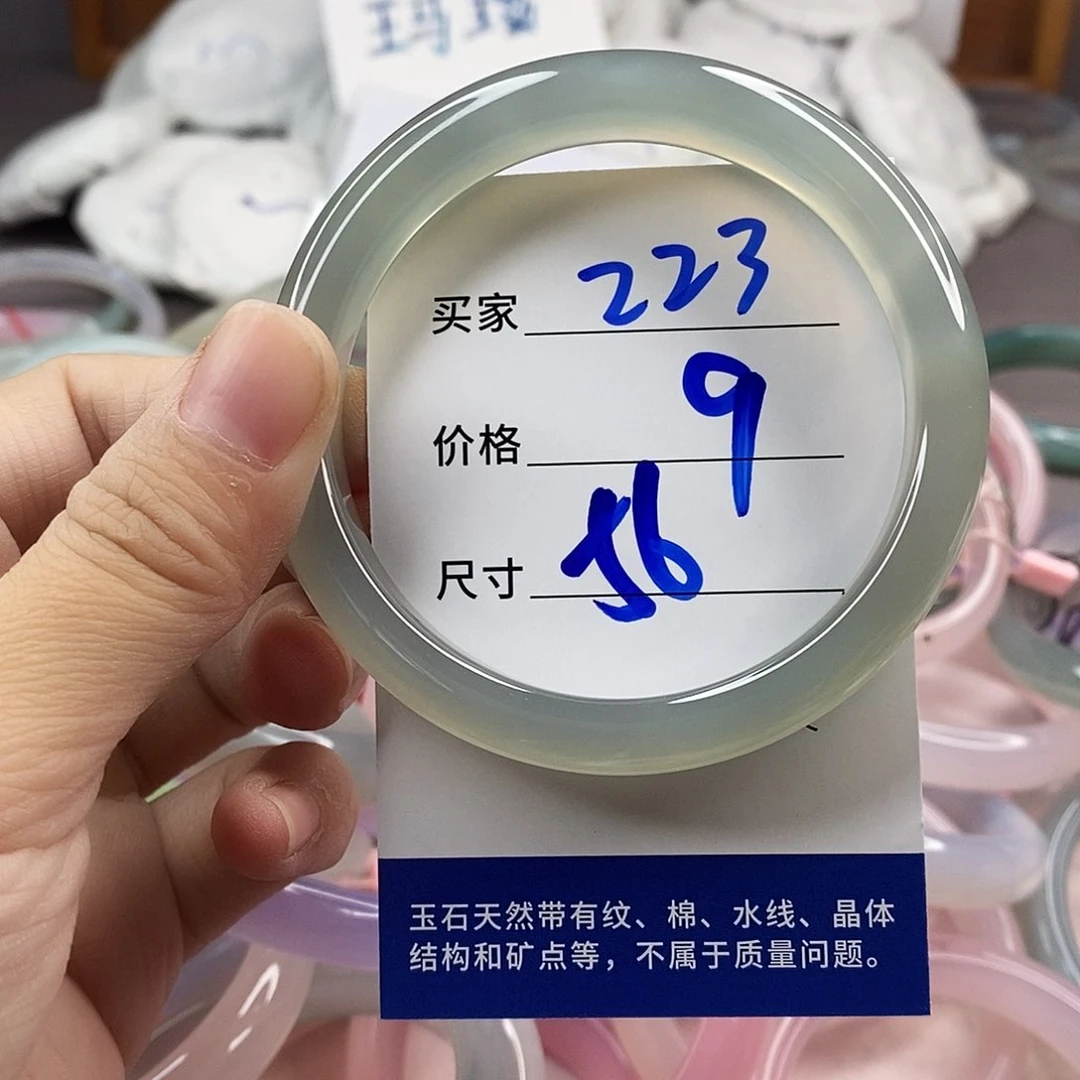 玛瑙
买家 223
价格 9
尺寸 56
玉石天然带有纹、棉、水线、晶体
结构和矿点等，不属于质量问题。